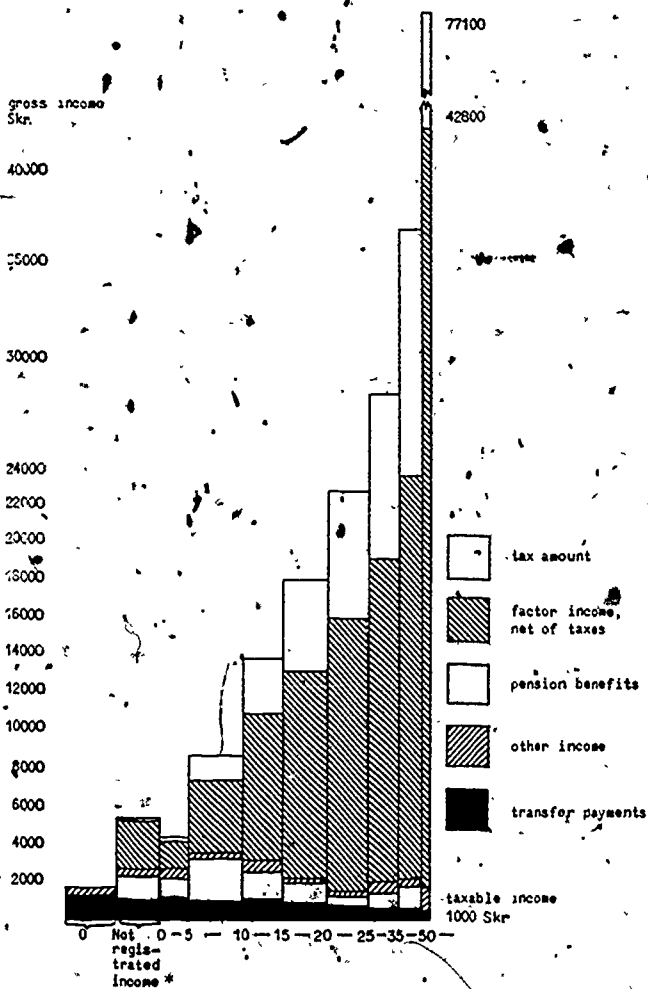 77100
gross income
Skr.
42800
40000
35000
30000
24000
22000
20000
18000
16000
14000
12000
10000
8000
6000
4000
2000
tax amount
factor income,
net of taxes
pension benefits
other income
transfer payments
taxable income
1000 Skr
0
Not
regis-
trated
income *
0-5
10-15-20-25-35-50-